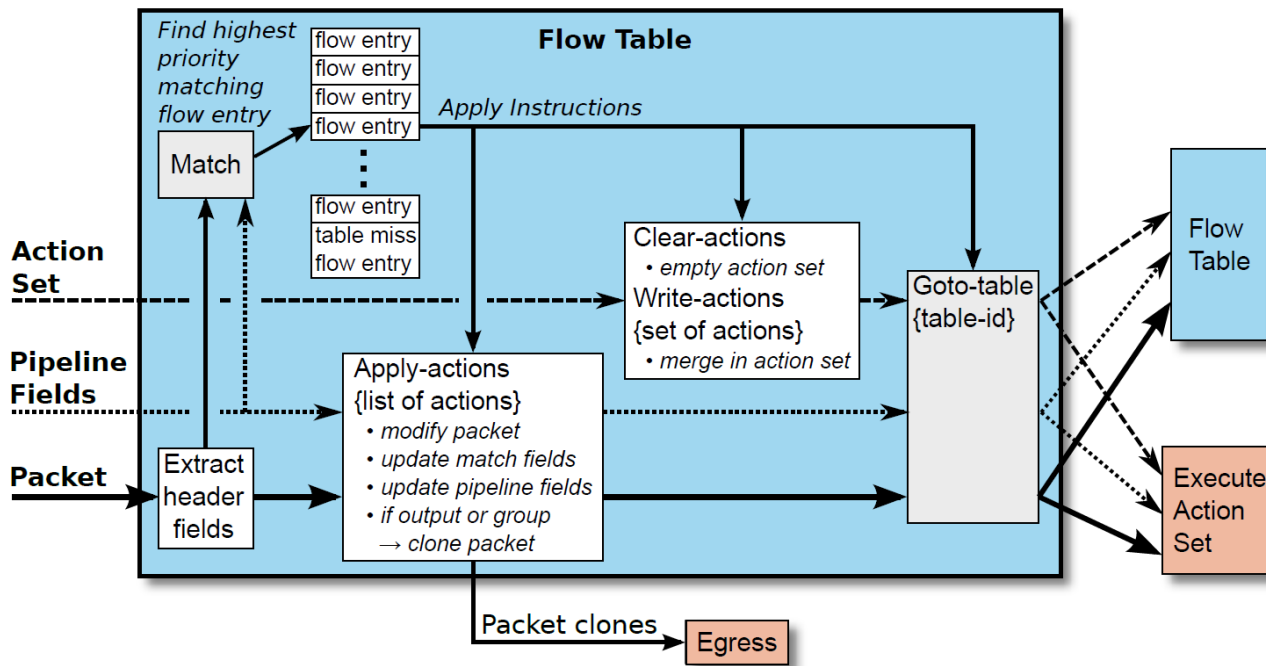 Find highest
priority
matching
flow entry
flow entry
flow entry
flow entry
flow entry
Flow Table
Apply Instructions
Match
flow entry
table miss
flow entry
Action
Set
Clear-actions
• empty action set
Write-actions
{set of actions}
• merge in action set
Goto-table
{table-id}
Flow
Table
Pipeline
Fields
Apply-actions
{list of actions}
• modify packet
• update match fields
• update pipeline fields
• if output or group
→ clone packet
Packet
Extract
header
fields
Execute
Action
Set
Packet clones
Egress